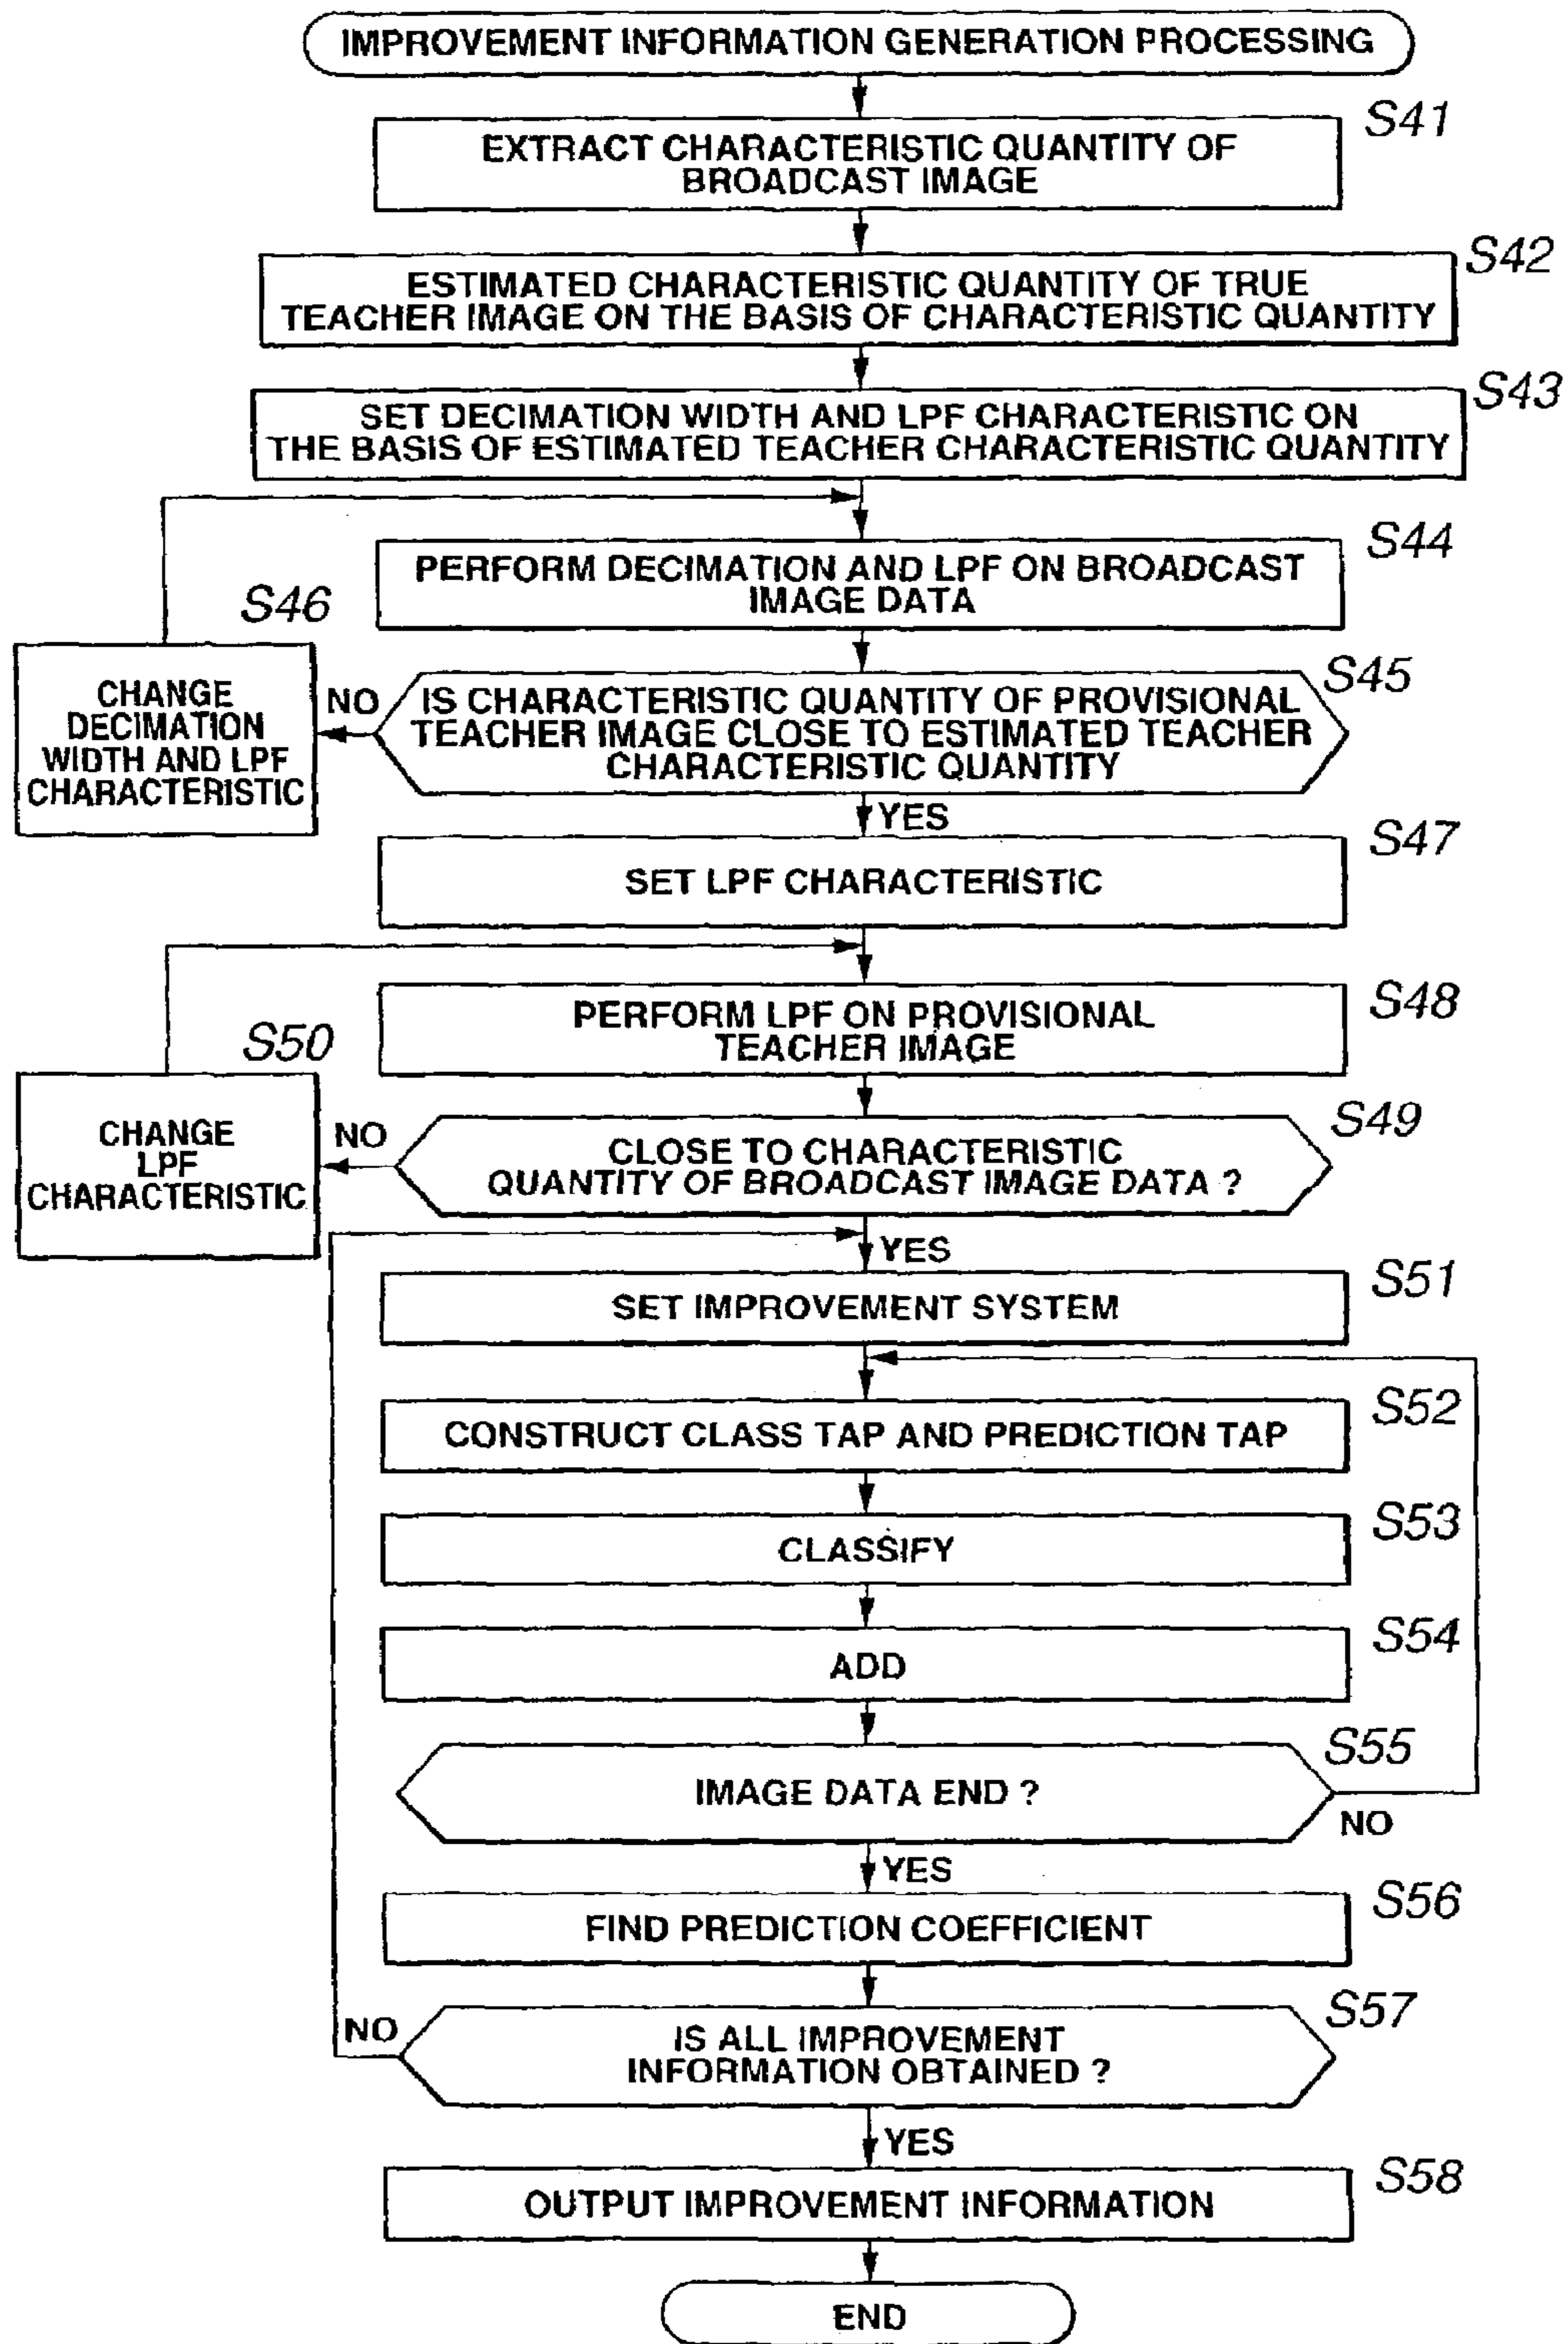 IMPROVEMENT INFORMATION GENERATION PROCESSING
S41
EXTRACT CHARACTERISTIC QUANTITY OF
BROADCAST IMAGE
S42
ESTIMATED CHARACTERISTIC QUANTITY OF TRUE
TEACHER IMAGE ON THE BASIS OF CHARACTERISTIC QUANTITY
S43
SET DECIMATION WIDTH AND LPF CHARACTERISTIC ON
THE BASIS OF ESTIMATED TEACHER CHARACTERISTIC QUANTITY
S44
PERFORM DECIMATION AND LPF ON BROADCAST
IMAGE DATA
S46
CHANGE
DECIMATION
WIDTH AND LPF
CHARACTERISTIC
NO
S45
IS CHARACTERISTIC QUANTITY OF PROVISIONAL
TEACHER IMAGE CLOSE TO ESTIMATED TEACHER
CHARACTERISTIC QUANTITY
YES
S47
SET LPF CHARACTERISTIC
S48
PERFORM LPF ON PROVISIONAL
TEACHER IMAGE
S50
CHANGE
LPF
CHARACTERISTIC
NO
S49
CLOSE TO CHARACTERISTIC
QUANTITY OF BROADCAST IMAGE DATA ?
YES
S51
SET IMPROVEMENT SYSTEM
S52
CONSTRUCT CLASS TAP AND PREDICTION TAP
S53
CLASSIFY
S54
ADD
S55
IMAGE DATA END ?
NO
YES
S56
FIND PREDICTION COEFFICIENT
S57
NO
IS ALL IMPROVEMENT
INFORMATION OBTAINED ?
YES
S58
OUTPUT IMPROVEMENT INFORMATION
END